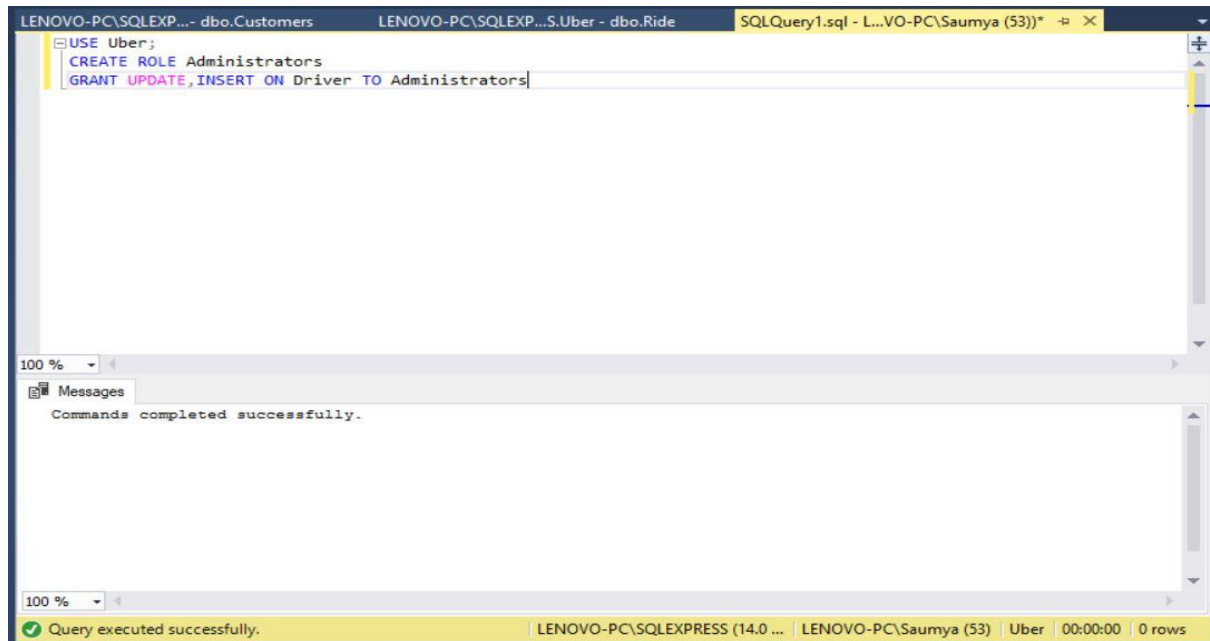 LENOVO-PC\SQLEXP...- dbo.Customers LENOVO-PC\SQLEXP...S.Uber - dbo.Ride SQLQuery1.sql - L...VO-PC\Saumya (53))*
USE Uber;
CREATE ROLE Administrators
GRANT UPDATE,INSERT ON Driver TO Administrators
100 %
Messages
Commands completed successfully.
100 %
Query executed successfully. LENOVO-PC\SQLEXPRESS (14.0 ... LENOVO-PC\Saumya (53) Uber 00:00:00 0 rows